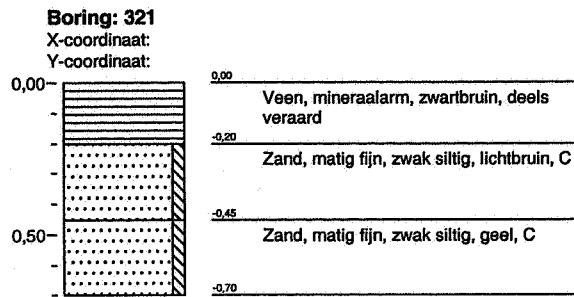 Boring: 321
X-coordinaat:
Y-coordinaat:
0,00
0,00
Veen, mineraalarm, zwartbruin, deels
veraard
-0,20
Zand, matig fijn, zwak siltig, lichtbruin, C
-0,45
0,50
Zand, matig fijn, zwak siltig, geel, C
-0,70